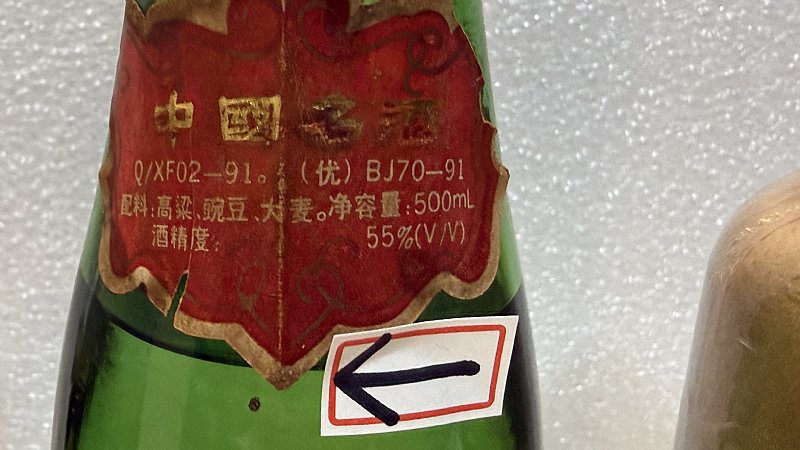 中國名酒
Q/XF02-91。(优) BJ70-91
配料:高粱、豌豆、大麦。净容量:500mL
酒精度: 55%(V/V)